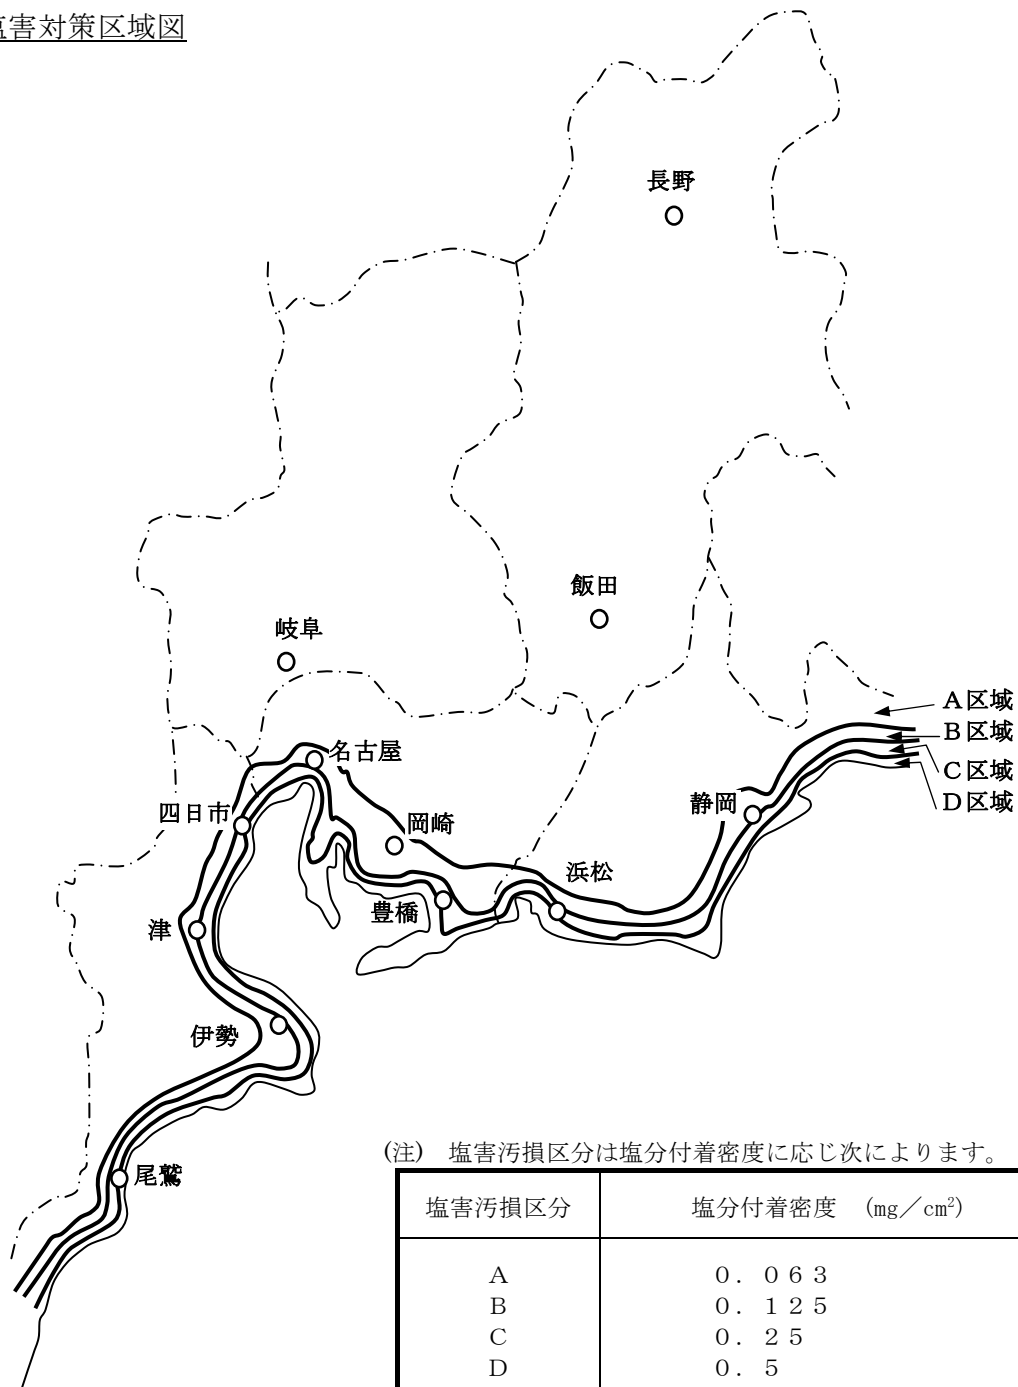 害対策区域図
長野
飯田
岐阜
A区域
B区域
C区域
D区域
名古屋
四日市
岡崎
静岡
浜松
豊橋
津
伊勢
尾鷲
(注)　塩害汚損区分は塩分付着密度に応じ次によります。
塩害汚損区分　塩分付着密度　(mg／cm²)
A　０．０６３
B　０．１２５
C　０．２５
D　０．５